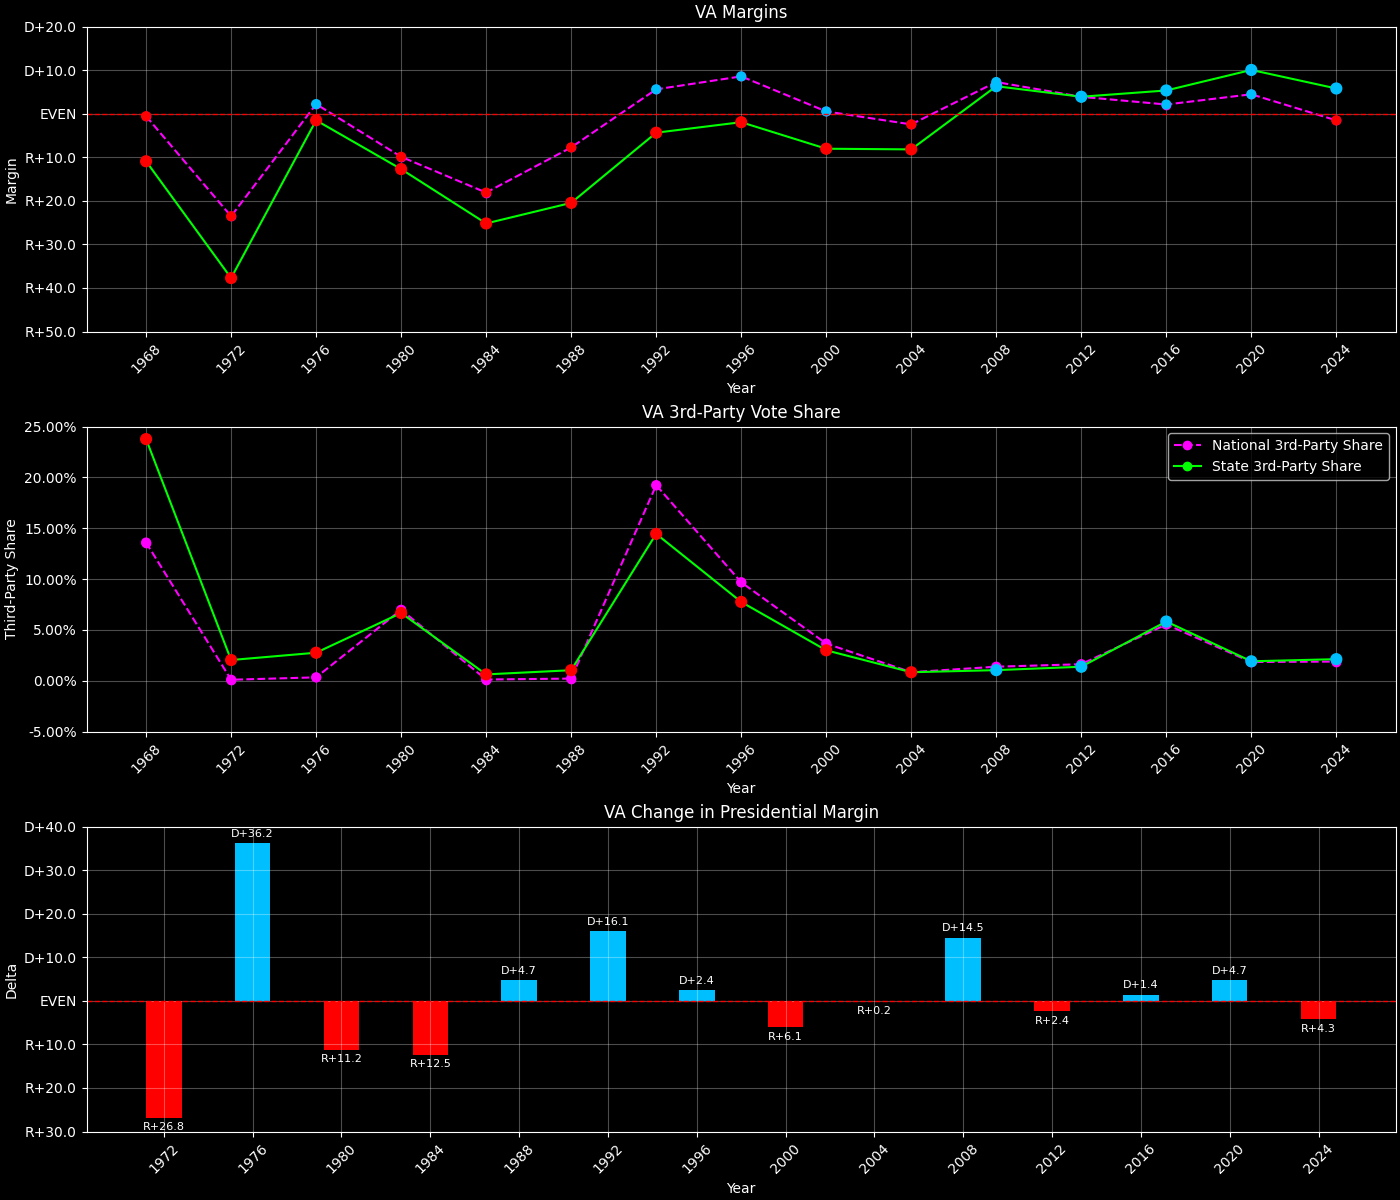 VA Margins
D+20.0
D+10.0
EVEN
R+10.0
R+20.0
R+30.0
R+40.0
R+50.0
Margin
1968 1972 1976 1980 1984 1988 1992 1996 2000 2004 2008 2012 2016 2020 2024
Year
VA 3rd-Party Vote Share
25.00%
20.00%
15.00%
10.00%
5.00%
0.00%
-5.00%
Third-Party Share
National 3rd-Party Share
State 3rd-Party Share
1968 1972 1976 1980 1984 1988 1992 1996 2000 2004 2008 2012 2016 2020 2024
Year
VA Change in Presidential Margin
D+40.0
D+30.0
D+20.0
D+10.0
EVEN
R+10.0
R+20.0
R+30.0
Delta
R+26.8
D+36.2
R+11.2
R+12.5
D+4.7
D+16.1
D+2.4
R+6.1
R+0.2
D+14.5
R+2.4
D+1.4
D+4.7
R+4.3
1972 1976 1980 1984 1988 1992 1996 2000 2004 2008 2012 2016 2020 2024
Year